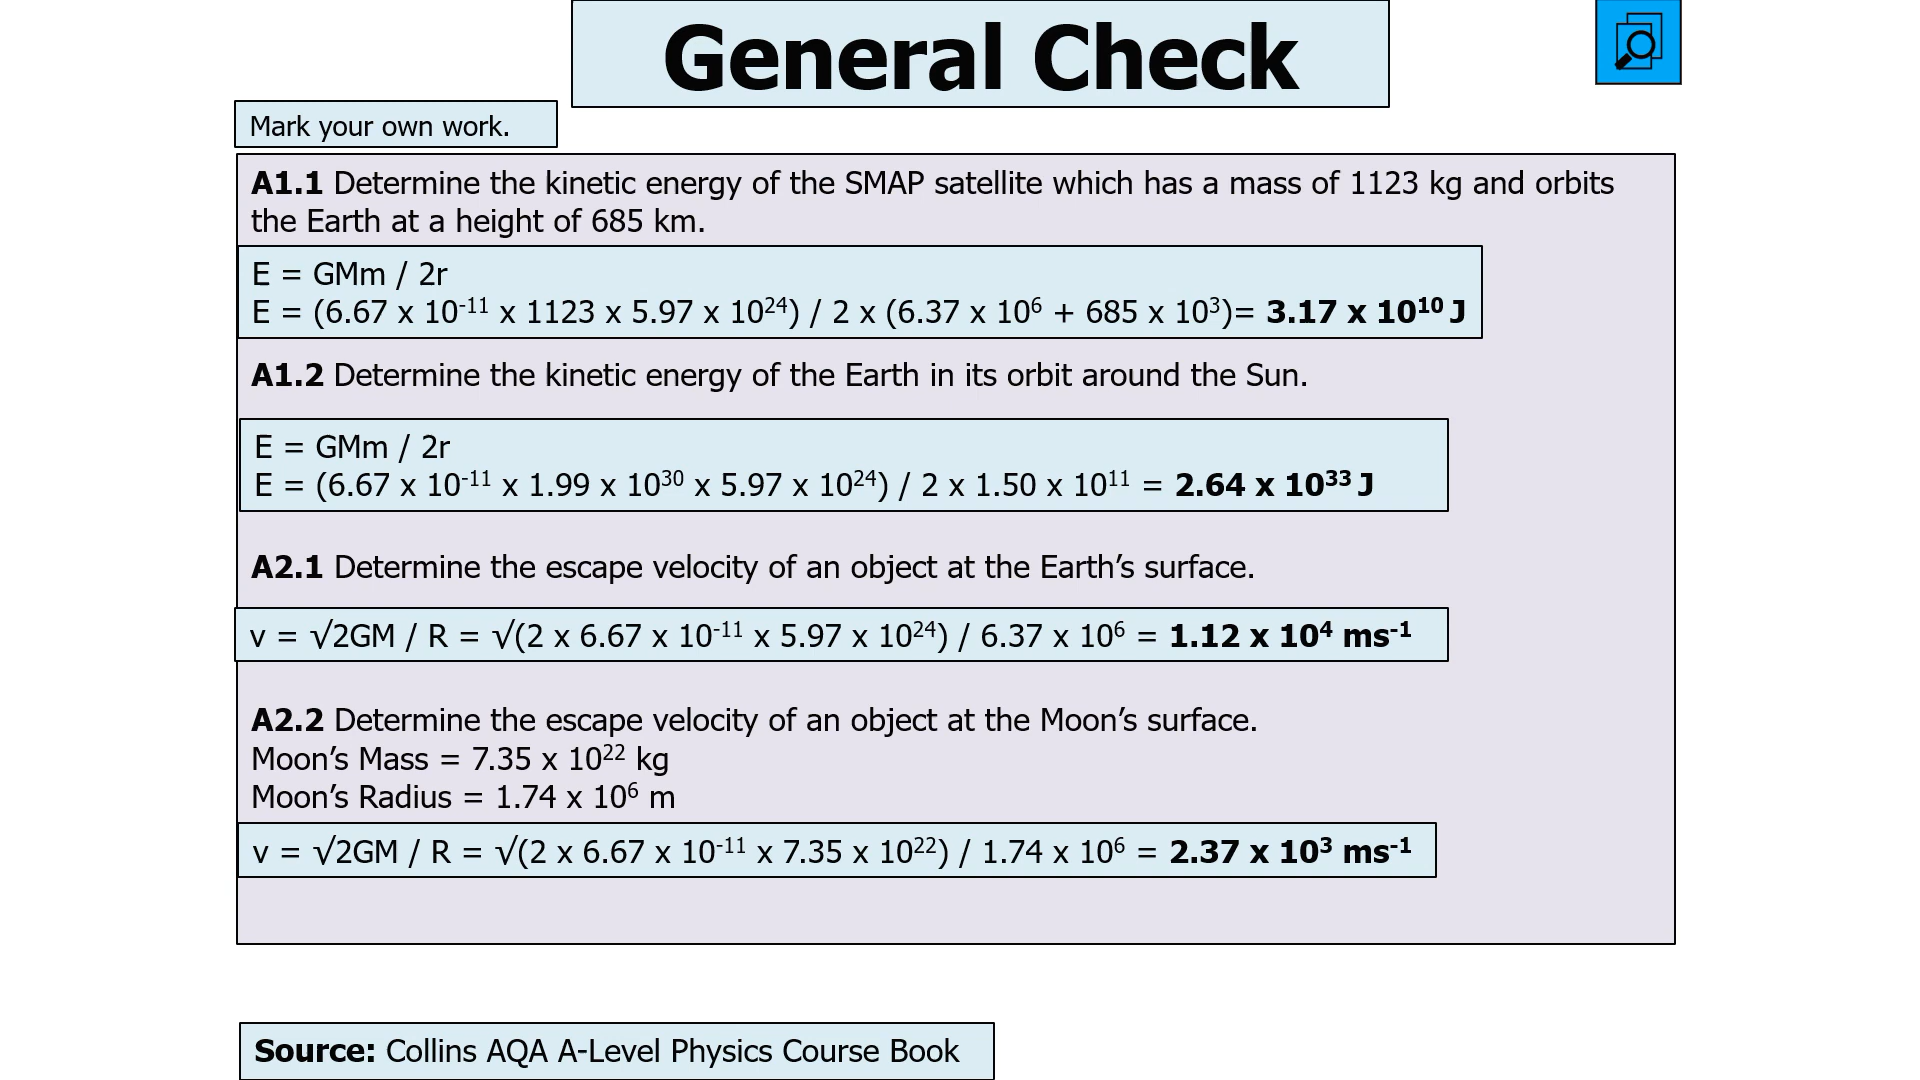 General Check
Mark your own work.
A1.1 Determine the kinetic energy of the SMAP satellite which has a mass of 1123 kg and orbits
the Earth at a height of 685 km.
E = GMm / 2r
E = (6.67 x 10⁻¹¹ x 1123 x 5.97 x 10²⁴) / 2 x (6.37 x 10⁶ + 685 x 10³)= 3.17 x 10¹⁰ J
A1.2 Determine the kinetic energy of the Earth in its orbit around the Sun.
E = GMm / 2r
E = (6.67 x 10⁻¹¹ x 1.99 x 10³⁰ x 5.97 x 10²⁴) / 2 x 1.50 x 10¹¹ = 2.64 x 10³³ J
A2.1 Determine the escape velocity of an object at the Earth’s surface.
v = √2GM / R = √(2 x 6.67 x 10⁻¹¹ x 5.97 x 10²⁴) / 6.37 x 10⁶ = 1.12 x 10⁴ ms⁻¹
A2.2 Determine the escape velocity of an object at the Moon’s surface.
Moon’s Mass = 7.35 x 10²² kg
Moon’s Radius = 1.74 x 10⁶ m
v = √2GM / R = √(2 x 6.67 x 10⁻¹¹ x 7.35 x 10²²) / 1.74 x 10⁶ = 2.37 x 10³ ms⁻¹
Source: Collins AQA A-Level Physics Course Book